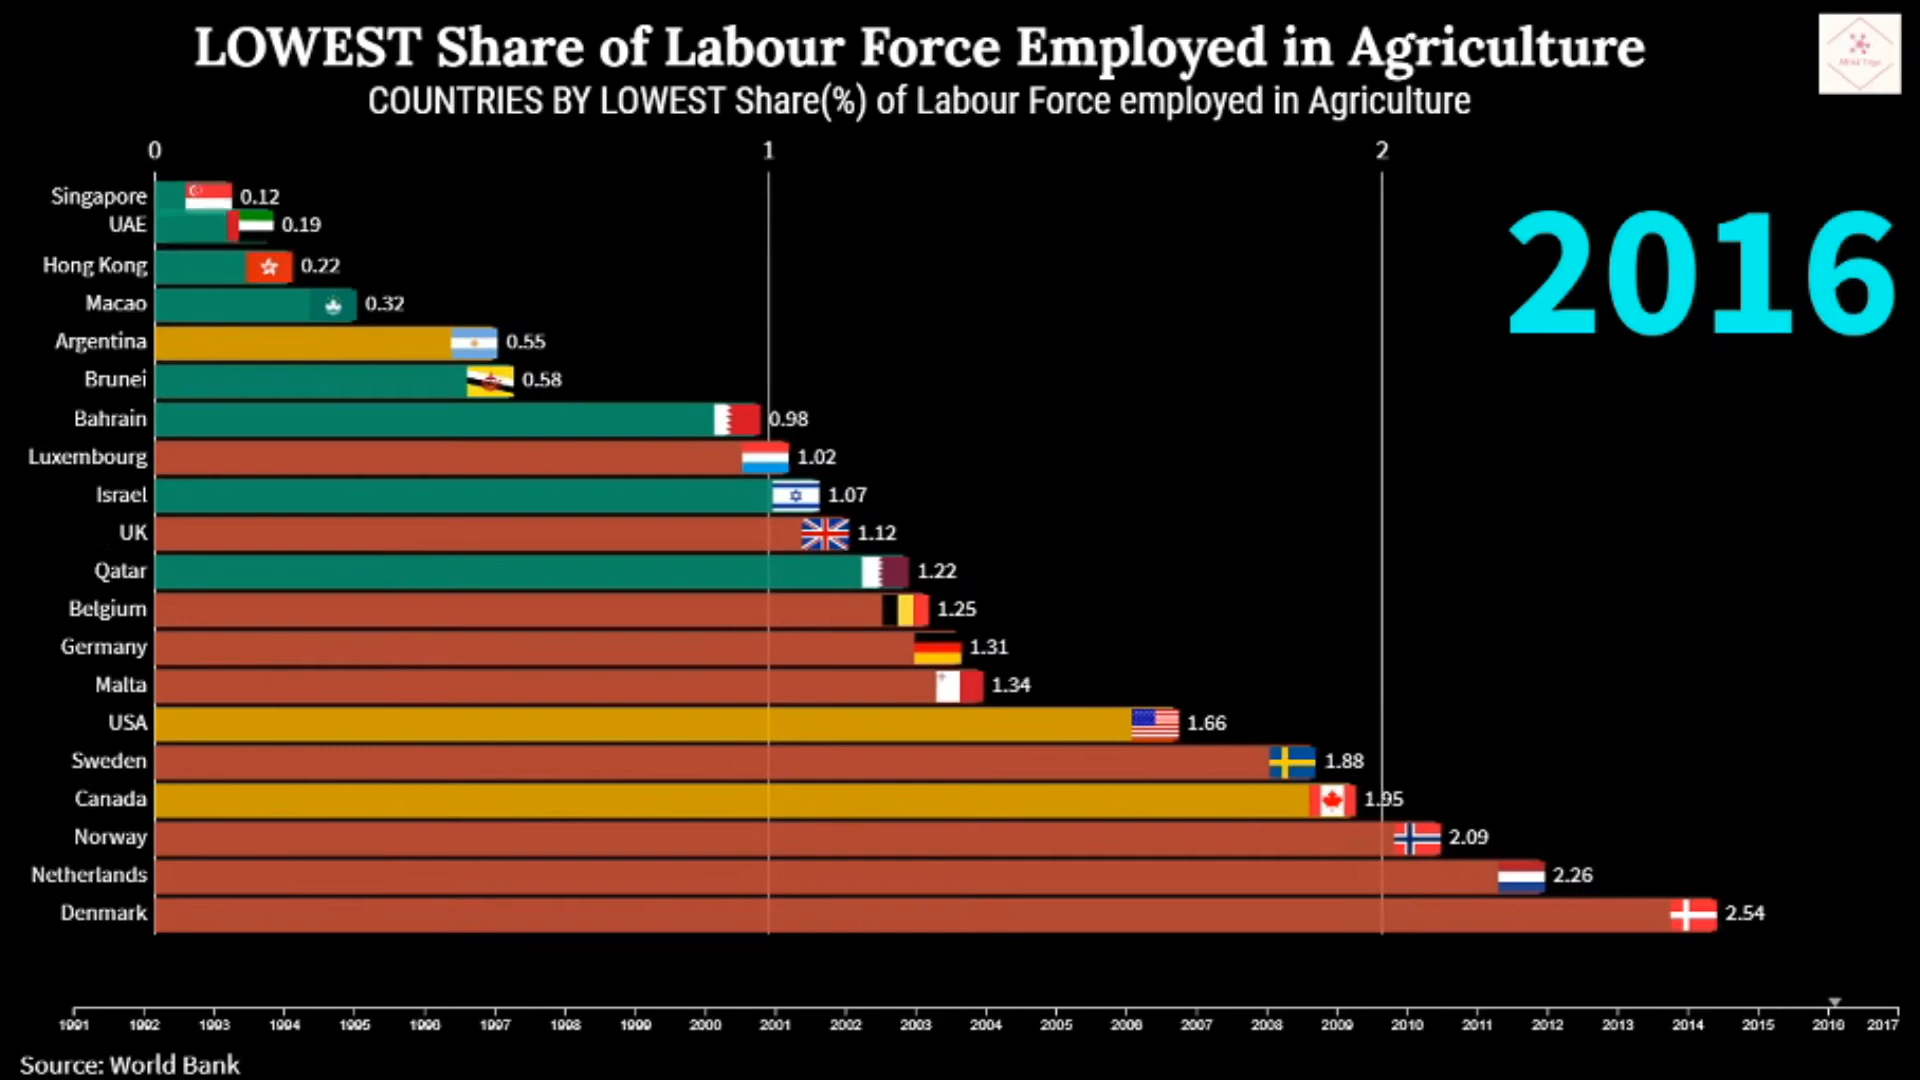 LOWEST Share of Labour Force Employed in Agriculture
COUNTRIES BY LOWEST Share(%) of Labour Force employed in Agriculture
0 1 2
Singapore 0.12
UAE 0.19
Hong Kong 0.22
2016
Macao 0.32
Argentina 0.55
Brunei 0.58
Bahrain 0.98
Luxembourg 1.02
Israel 1.07
UK 1.12
Qatar 1.22
Belgium 1.25
Germany 1.31
Malta 1.34
USA 1.66
Sweden 1.88
Canada 1.95
Norway 2.09
Netherlands 2.26
Denmark 2.54
1991 1992 1993 1994 1995 1996 1997 1998 1999 2000 2001 2002 2003 2004 2005 2006 2007 2008 2009 2010 2011 2012 2013 2014 2015 2016 2017
Source: World Bank